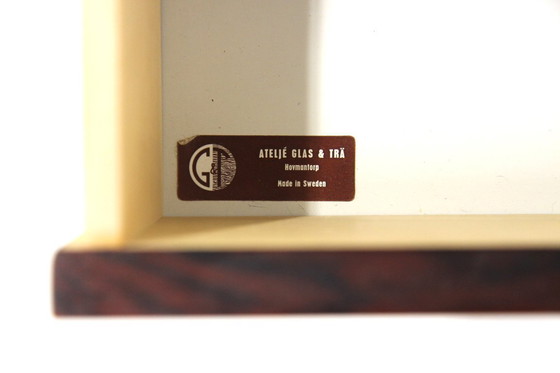 ATELJÉ GLAS & TRÄ
Hovmantorp
Made in Sweden